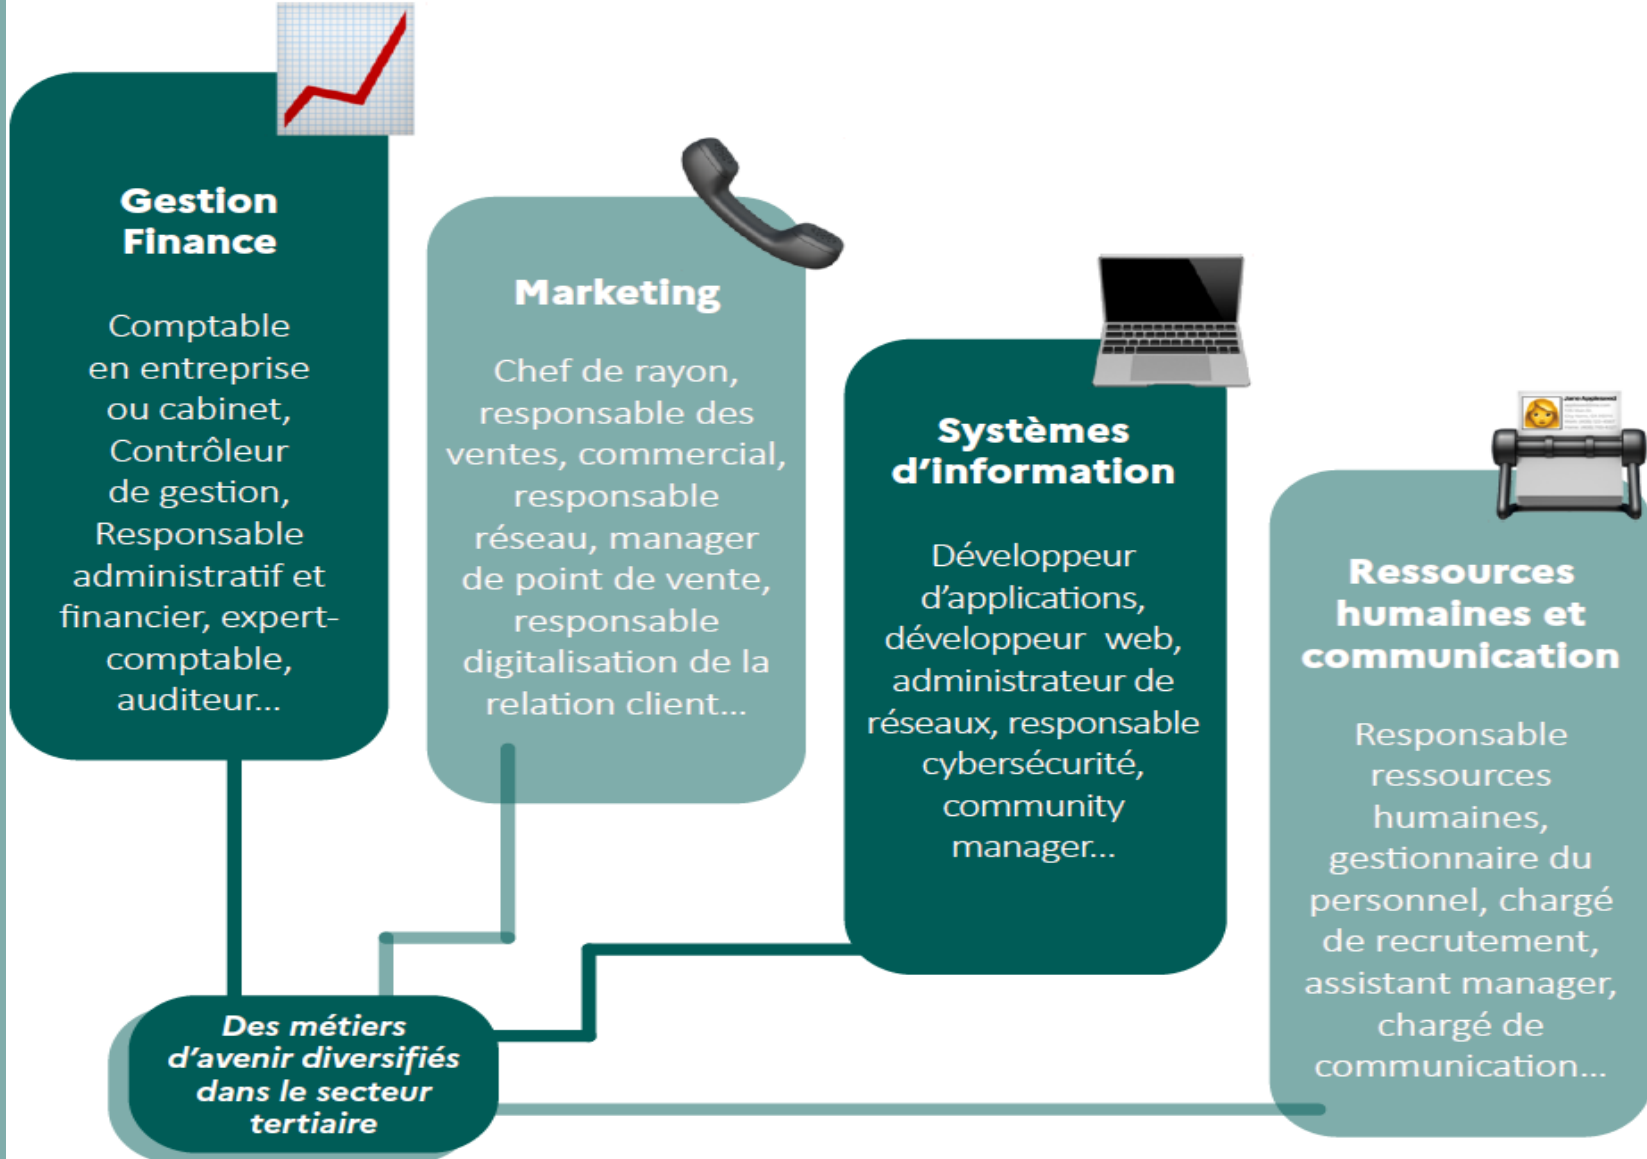 Gestion
Finance
Comptable
en entreprise
ou cabinet,
Contrôleur
de gestion,
Responsable
administratif et
financier, expert-
comptable,
auditeur...
Marketing
Chef de rayon,
responsable des
ventes, commercial,
responsable
réseau, manager
de point de vente,
responsable
digitalisation de la
relation client...
Systèmes
d’information
Développeur
d’applications,
développeur  web,
administrateur de
réseaux, responsable
cybersécurité,
community
manager...
Ressources
humaines et
communication
Responsable
ressources
humaines,
gestionnaire du
personnel, chargé
de recrutement,
assistant manager,
chargé de
communication...
Des métiers
d’avenir diversifiés
dans le secteur
tertiaire